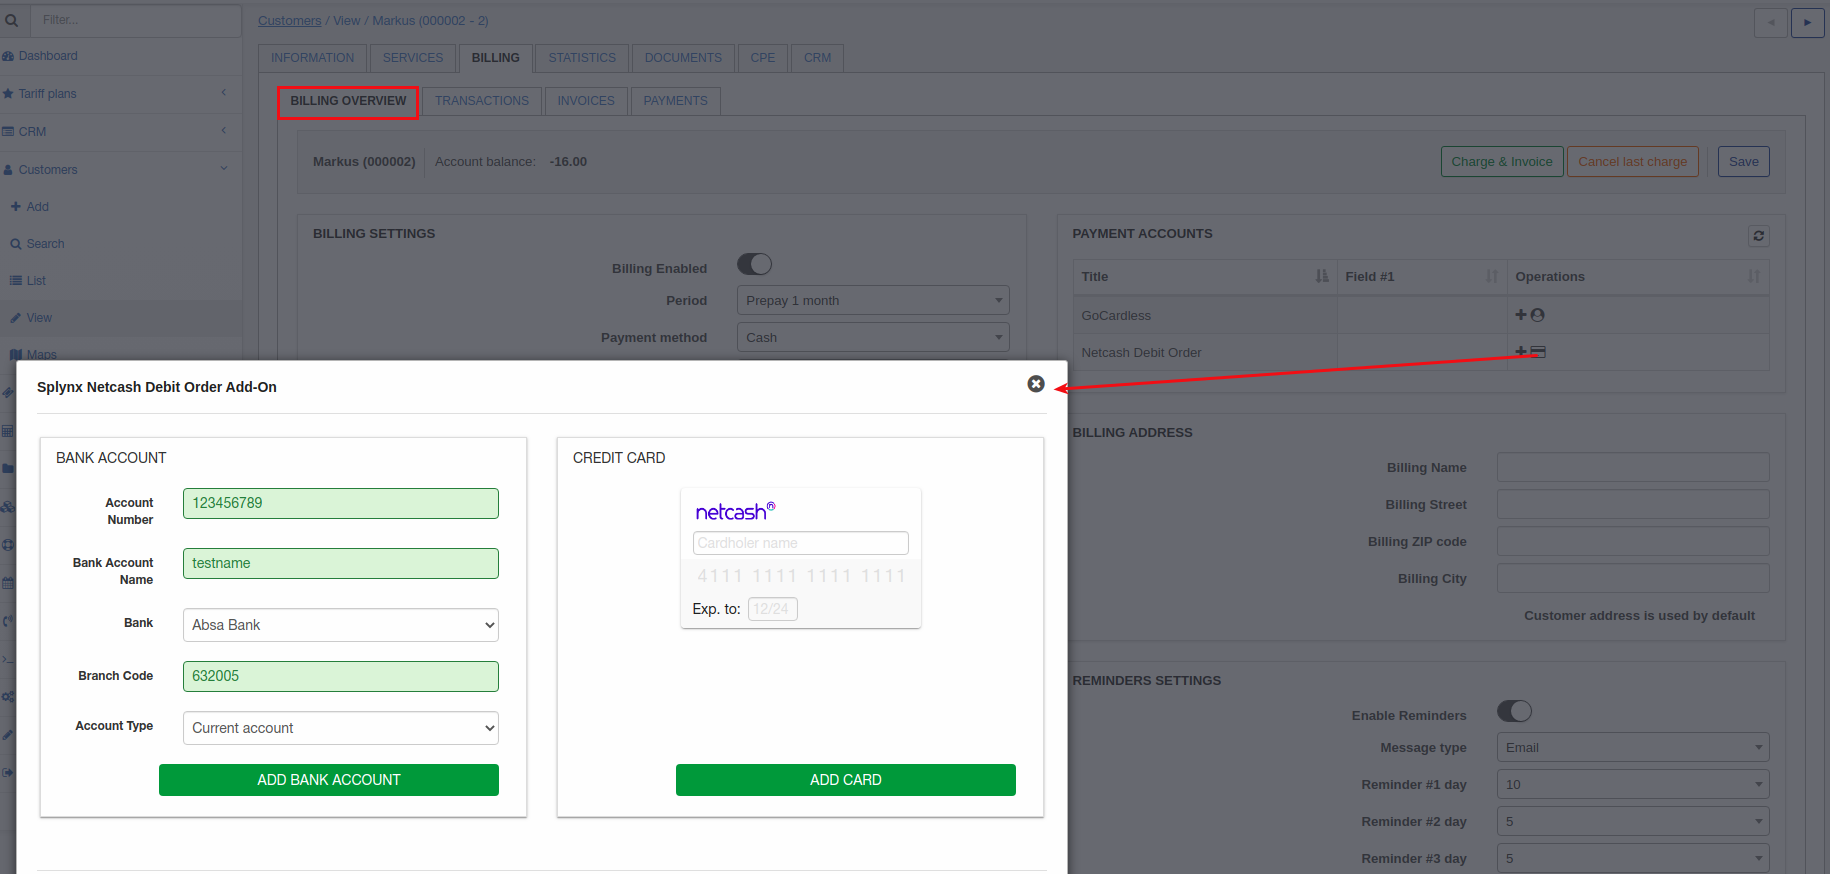 Filter...
Customers / View / Markus (000002 - 2)
Dashboard
Tariff plans
CRM
Customers
Add
Search
List
View
Maps
INFORMATION
SERVICES
BILLING
STATISTICS
DOCUMENTS
CPE
CRM
BILLING OVERVIEW
TRANSACTIONS
INVOICES
PAYMENTS
Markus (000002)
Account balance: -16.00
Charge & Invoice
Cancel last charge
Save
BILLING SETTINGS
Billing Enabled
Period
Prepay 1 month
Payment method
Cash
PAYMENT ACCOUNTS
Title
Field #1
Operations
GoCardless
Netcash Debit Order
Splynx Netcash Debit Order Add-On
BANK ACCOUNT
Account
Number
123456789
Bank Account
Name
testname
Bank
Absa Bank
Branch Code
632005
Account Type
Current account
ADD BANK ACCOUNT
CREDIT CARD
netcash
Cardholer name
4111 1111 1111 1111
Exp. to:
12/24
ADD CARD
BILLING ADDRESS
Billing Name
Billing Street
Billing ZIP code
Billing City
Customer address is used by default
REMINDERS SETTINGS
Enable Reminders
Message type
Email
Reminder #1 day
10
Reminder #2 day
5
Reminder #3 day
5